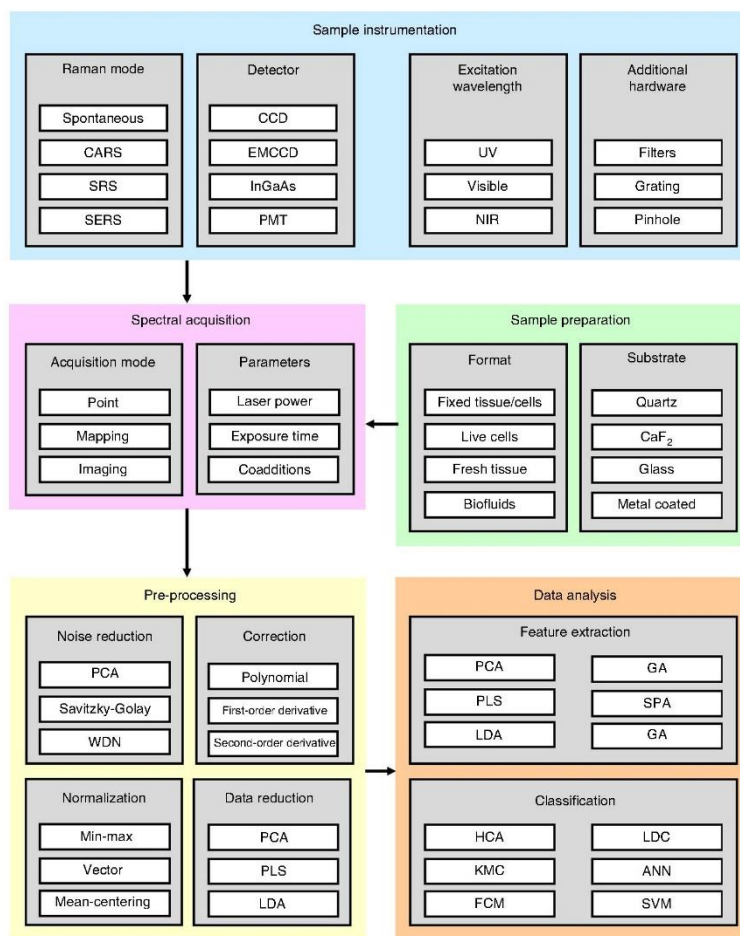 Sample instrumentation
Raman mode
Spontaneous
CARS
SRS
SERS
Detector
CCD
EMCCD
InGaAs
PMT
Excitation
wavelength
UV
Visible
NIR
Additional
hardware
Filters
Grating
Pinhole
Spectral acquisition
Acquisition mode
Point
Mapping
Imaging
Parameters
Laser power
Exposure time
Coadditions
Sample preparation
Format
Fixed tissue/cells
Live cells
Fresh tissue
Biofluids
Substrate
Quartz
CaF₂
Glass
Metal coated
Pre-processing
Noise reduction
PCA
Savitzky-Golay
WDN
Correction
Polynomial
First-order derivative
Second-order derivative
Normalization
Min-max
Vector
Mean-centering
Data reduction
PCA
PLS
LDA
Data analysis
Feature extraction
PCA
PLS
LDA
GA
SPA
GA
Classification
HCA
KMC
FCM
LDC
ANN
SVM